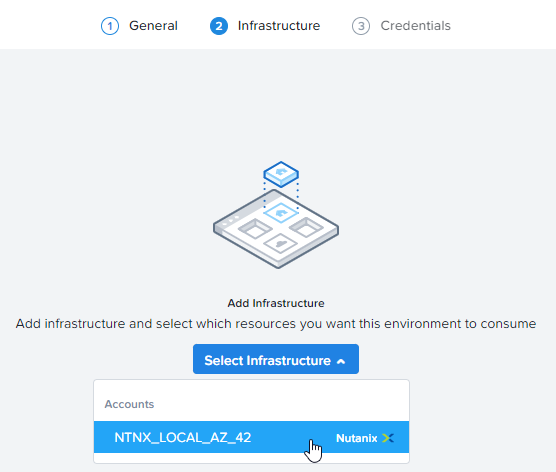 1 General 2 Infrastructure 3 Credentials
Add Infrastructure
Add infrastructure and select which resources you want this environment to consume
Select Infrastructure
Accounts
NTNX_LOCAL_AZ_42 Nutanix